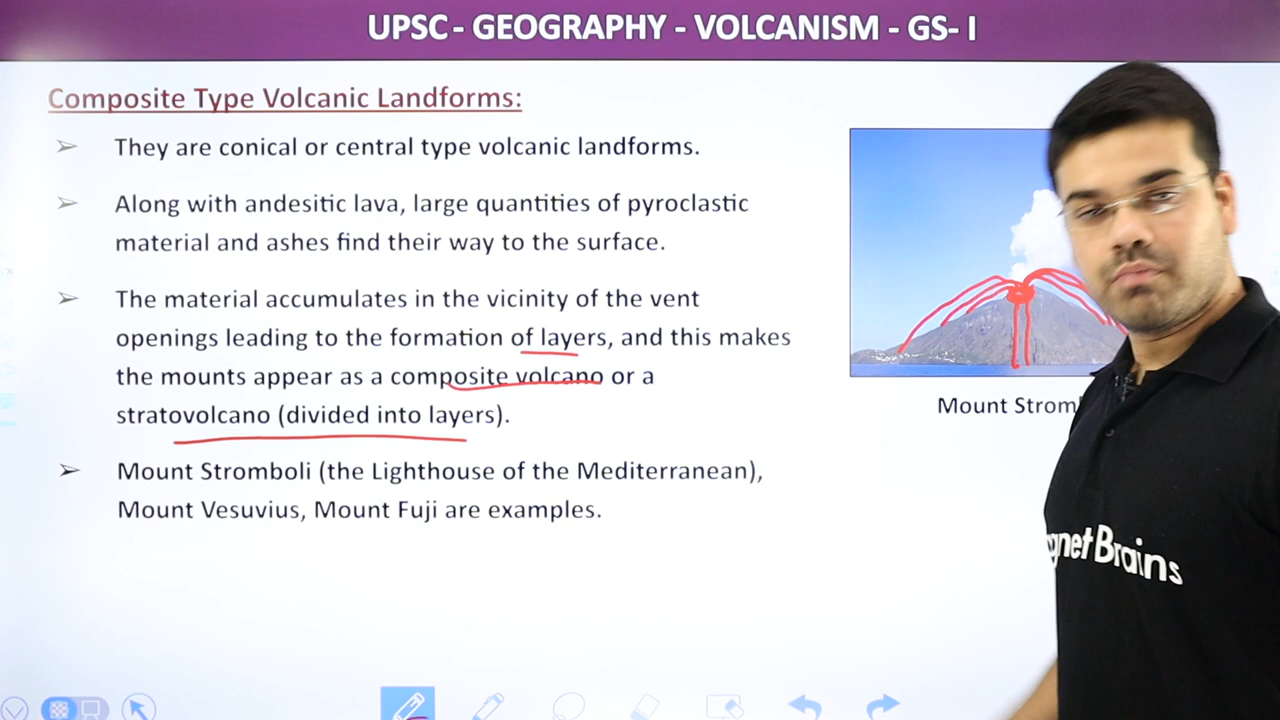 UPSC - GEOGRAPHY - VOLCANISM - GS- I
Composite Type Volcanic Landforms:
➢ They are conical or central type volcanic landforms.
➢ Along with andesitic lava, large quantities of pyroclastic
material and ashes find their way to the surface.
➢ The material accumulates in the vicinity of the vent
openings leading to the formation of layers, and this makes
the mounts appear as a composite volcano or a
stratovolcano (divided into layers).
➢ Mount Stromboli (the Lighthouse of the Mediterranean),
Mount Vesuvius, Mount Fuji are examples.
Mount Strom
gnet Brains